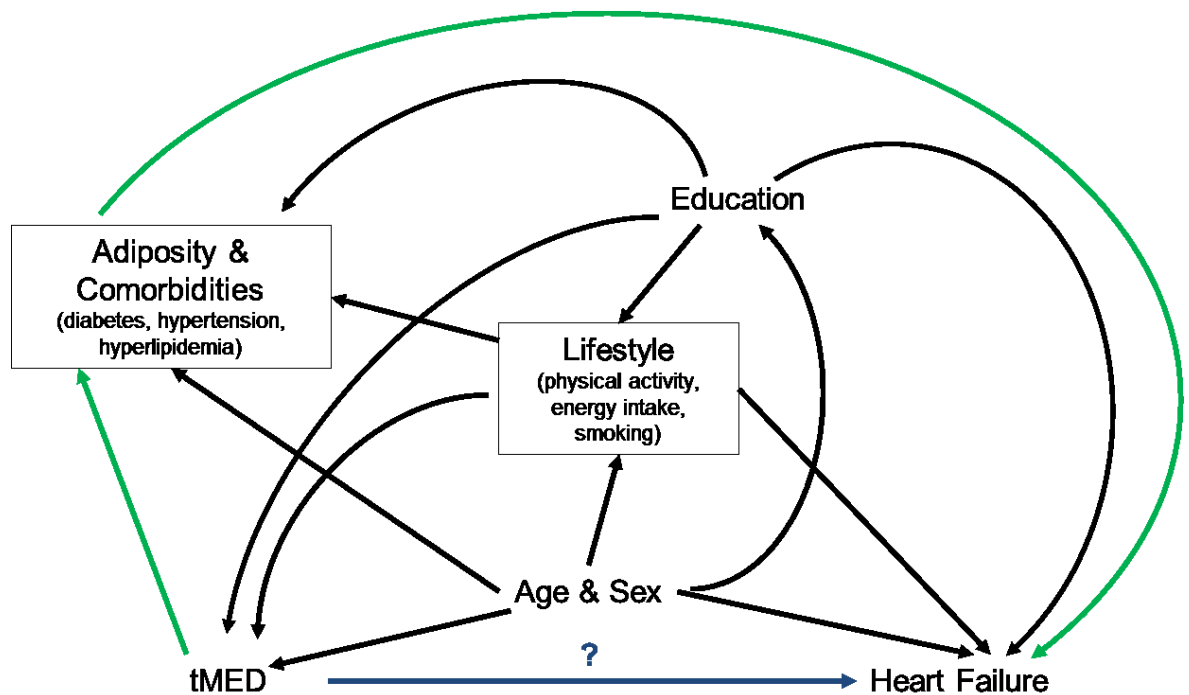 Education
Adiposity &
Comorbidities
(diabetes, hypertension,
hyperlipidemia)
Lifestyle
(physical activity,
energy intake,
smoking)
Age & Sex
?
tMED
Heart Failure